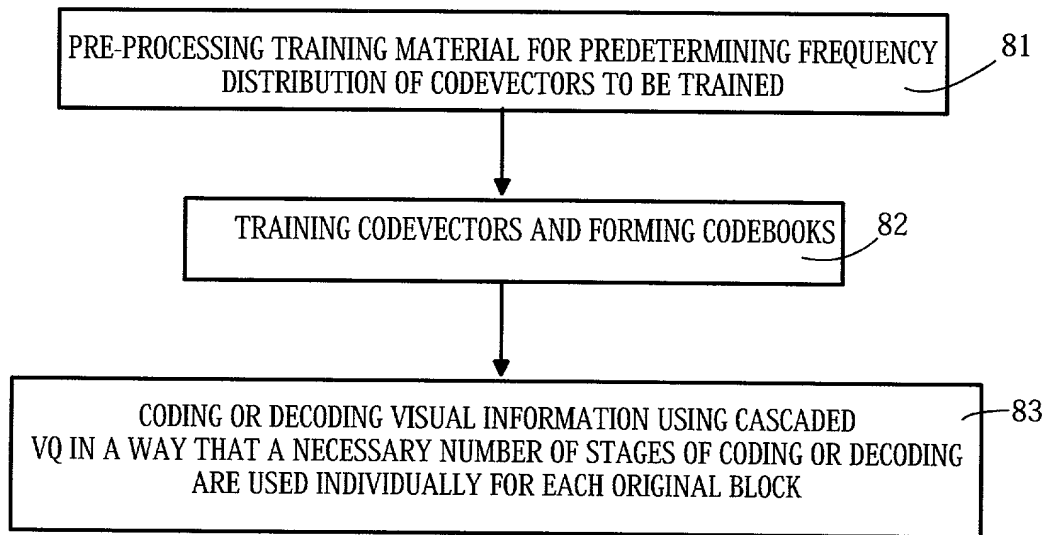 PRE-PROCESSING TRAINING MATERIAL FOR PREDETERMINING FREQUENCY
DISTRIBUTION OF CODEVECTORS TO BE TRAINED
81
TRAINING CODEVECTORS AND FORMING CODEBOOKS
82
CODING OR DECODING VISUAL INFORMATION USING CASCADED
VQ IN A WAY THAT A NECESSARY NUMBER OF STAGES OF CODING OR DECODING
ARE USED INDIVIDUALLY FOR EACH ORIGINAL BLOCK
83